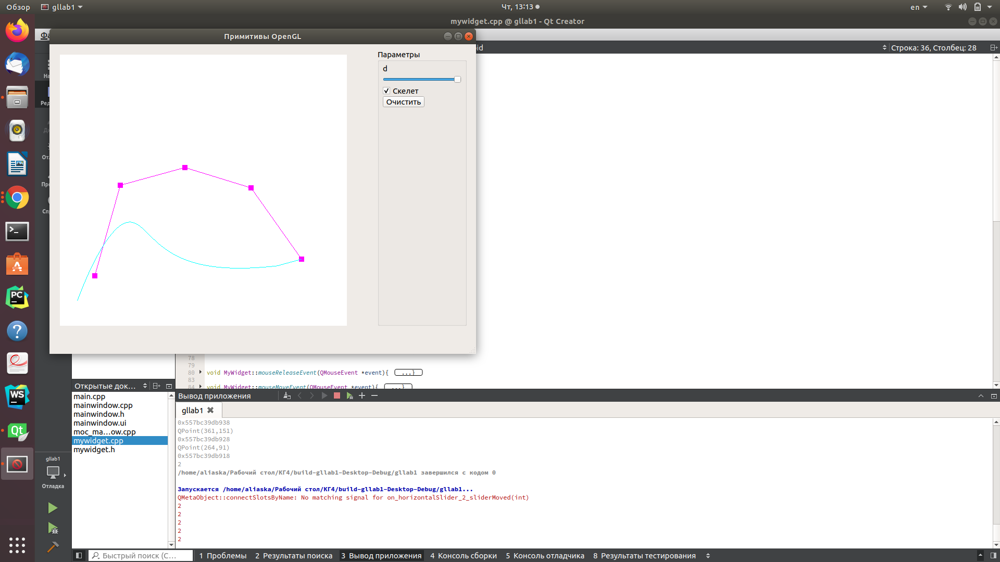 Обзор
gllab1
Чт, 13:13
en
mywidget.cpp @ gllab1 - Qt Creator
Примитивы OpenGL
Строка: 36, Столбец: 28
Параметры
d
Скелет
Очистить
78
79
80 void MyWidget::mouseReleaseEvent(QMouseEvent *event){ ...}
83
84 void MyWidget::mouseMoveEvent(QMouseEvent *event){ ...}
Открытые док...
main.cpp
mainwindow.cpp
mainwindow.h
mainwindow.ui
moc_ma...ow.cpp
mywidget.cpp
mywidget.h
gllab1
Отладка
Вывод приложения
gllab1
0x557bc39db938
QPoint(361,151)
0x557bc39db928
QPoint(264,91)
0x557bc39db918
2
/home/aliaska/Рабочий стол/КГ4/build-gllab1-Desktop-Debug/gllab1 завершился с кодом 0
Запускается /home/aliaska/Рабочий стол/КГ4/build-gllab1-Desktop-Debug/gllab1...
QMetaObject::connectSlotsByName: No matching signal for on_horizontalSlider_2_sliderMoved(int)
2
2
2
2
2
Быстрый поиск (С...
1 Проблемы
2 Результаты поиска
3 Вывод приложения
4 Консоль сборки
5 Консоль отладчика
8 Результаты тестирования
PC
WS
Qt